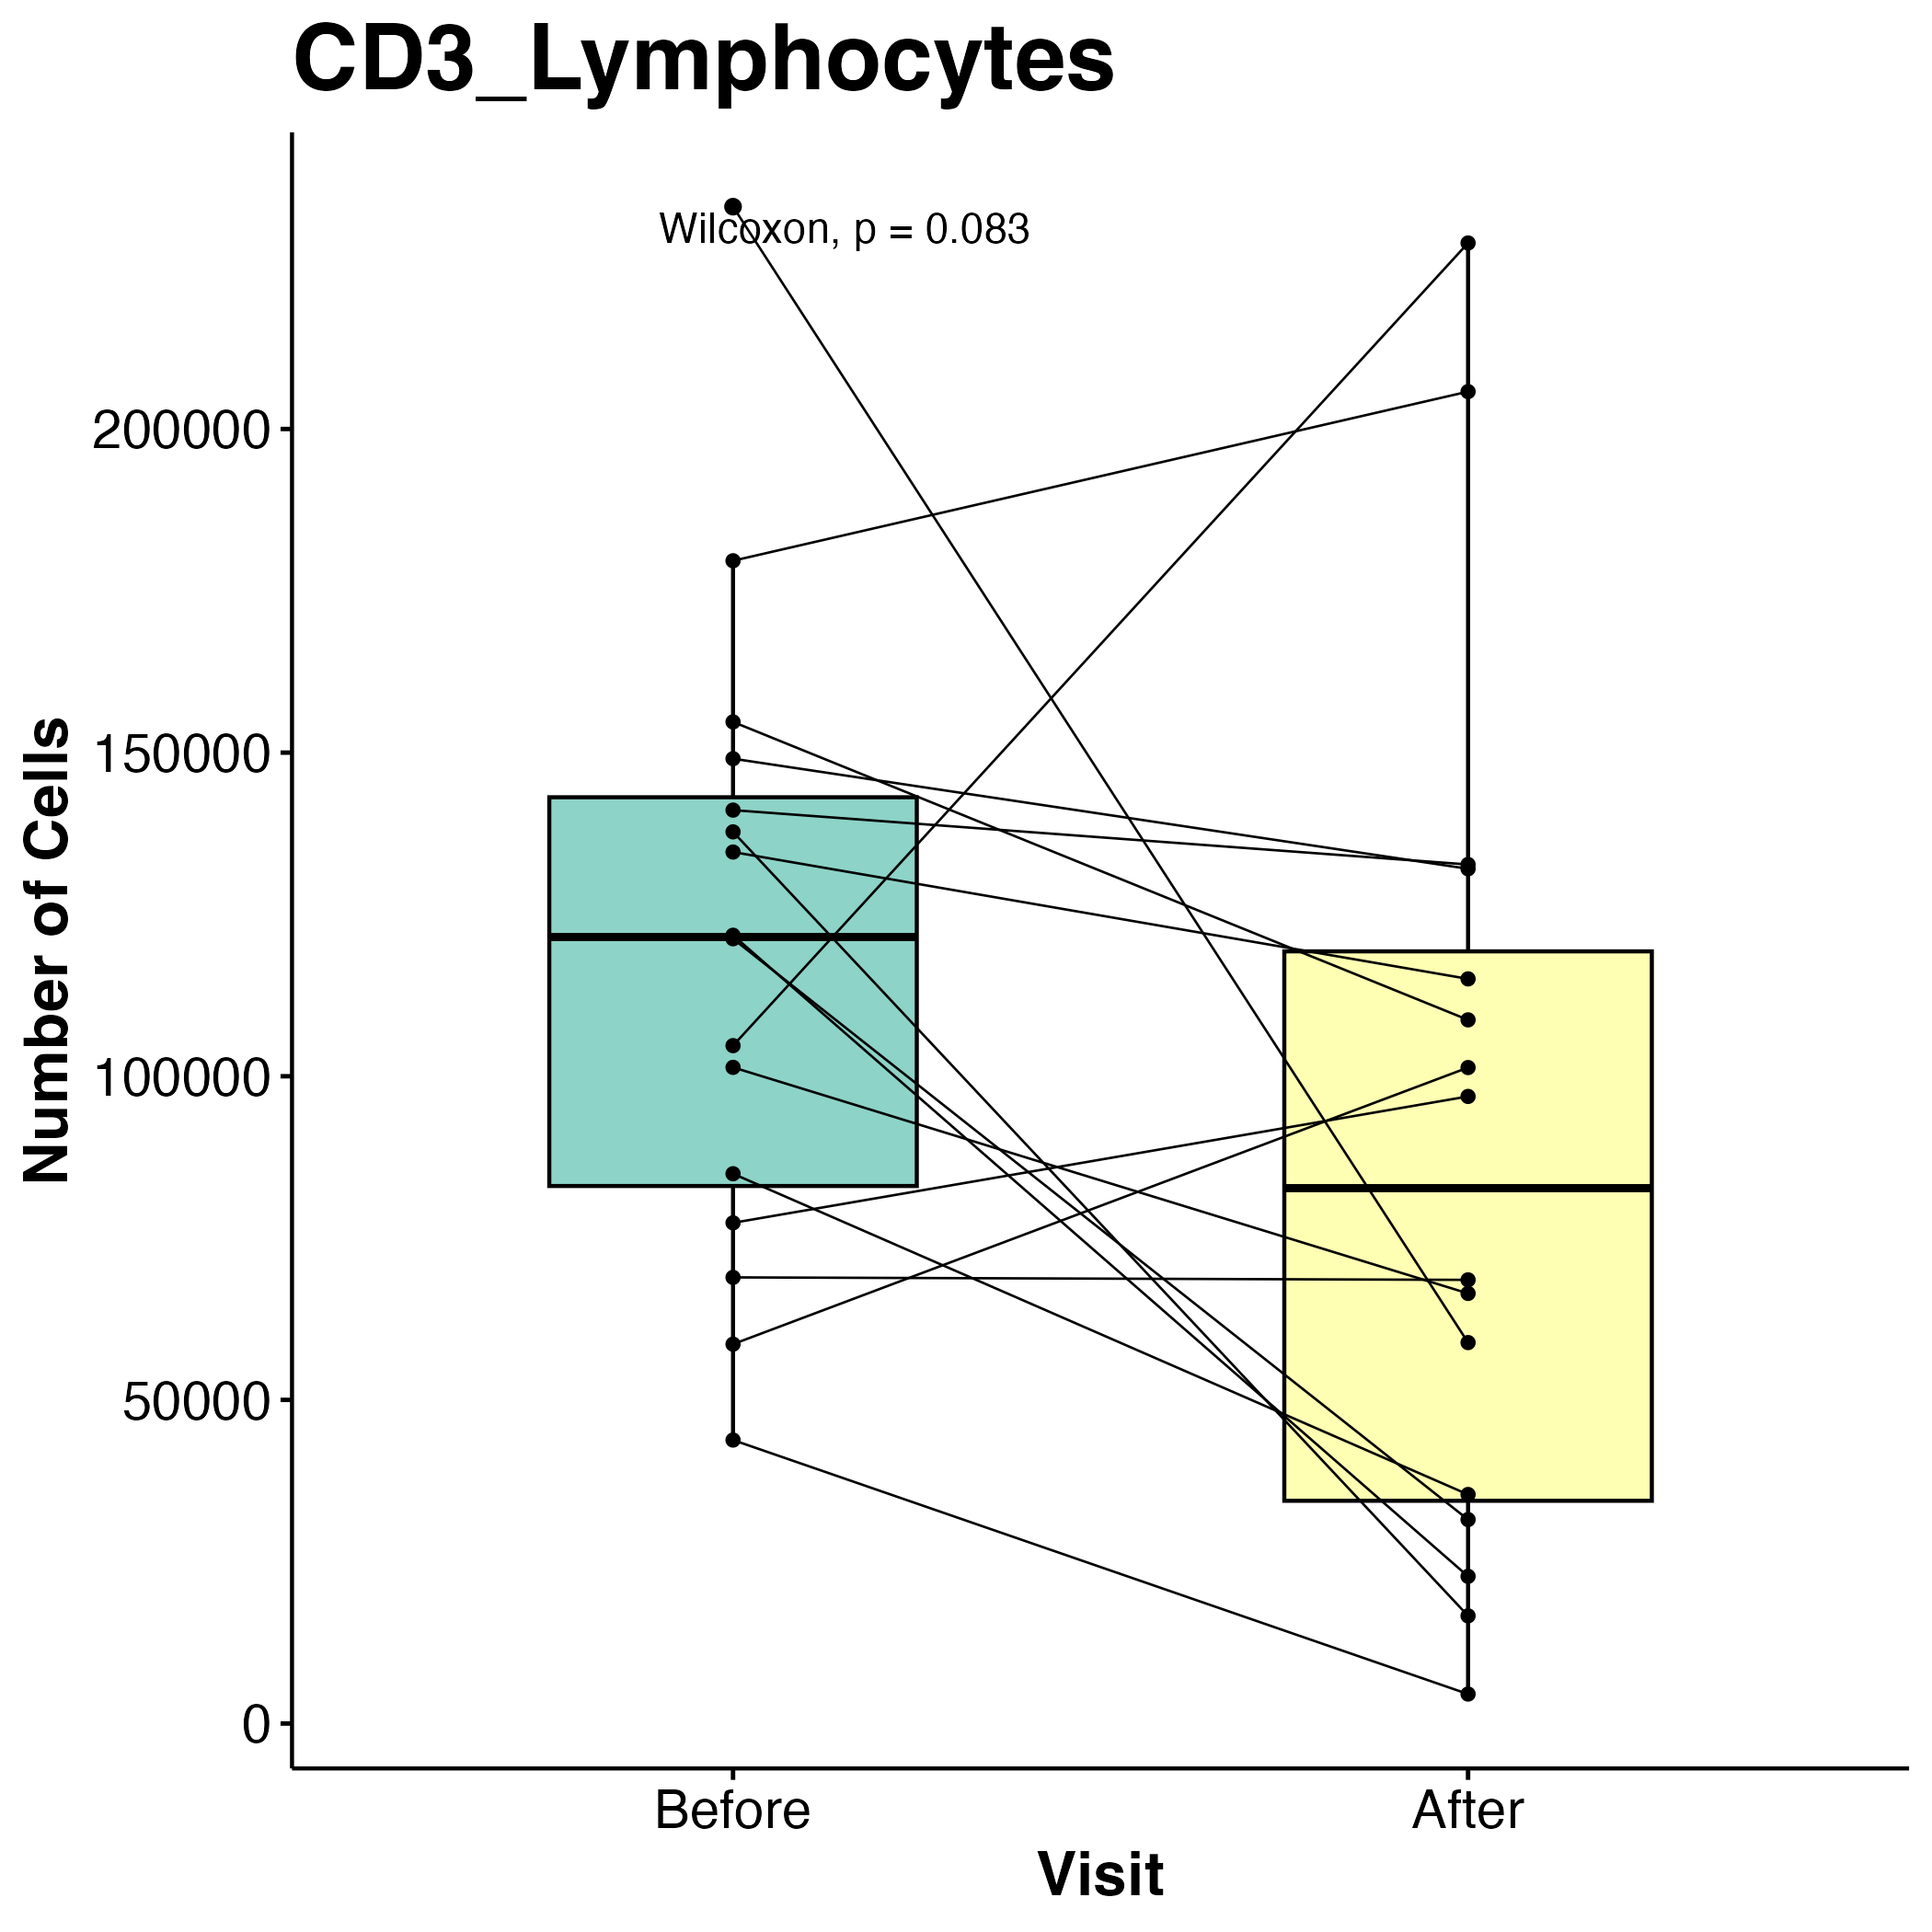 CD3_Lymphocytes
Wilcoxon, p = 0.083
200000
150000
100000
50000
0
Number of Cells
Before
After
Visit